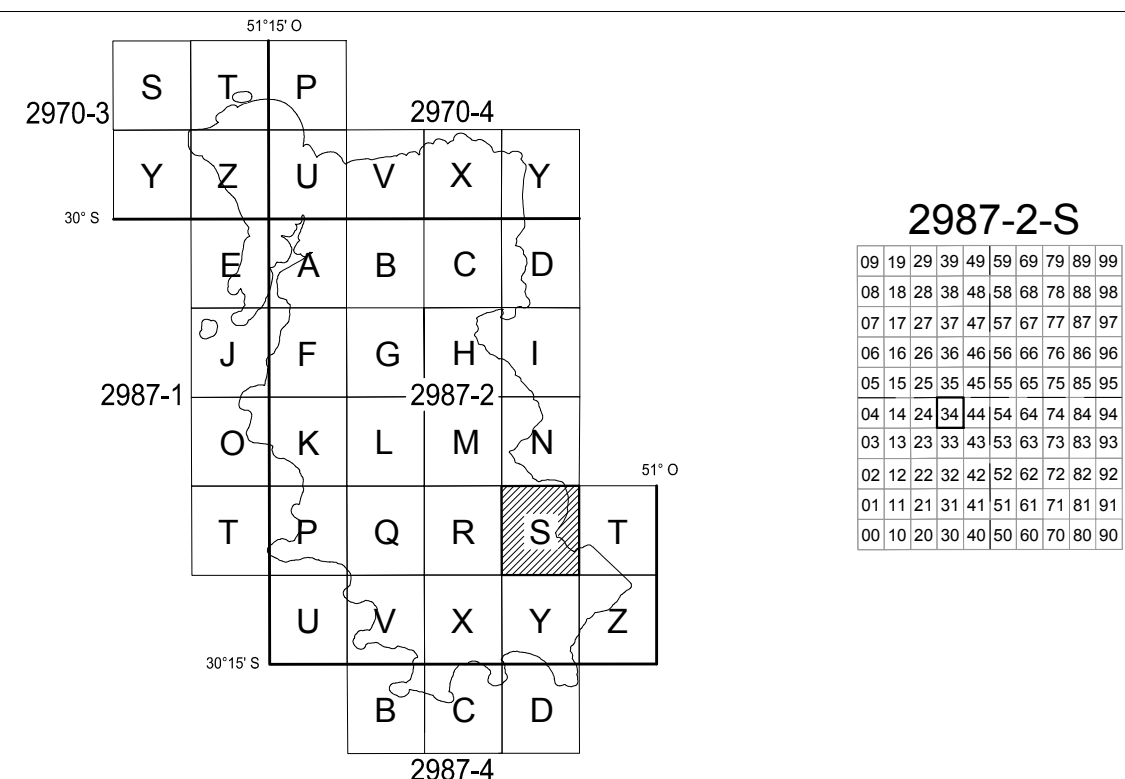 51°15' O
S T P
2970-3 2970-4
Y Z U V X Y
30° S
E A B C D
J F G H I
2987-1 2987-2
O K L M N
51° O
T P Q R S T
U V X Y Z
30°15' S
B C D
2987-4
2987-2-S
09 19 29 39 49 59 69 79 89 99
08 18 28 38 48 58 68 78 88 98
07 17 27 37 47 57 67 77 87 97
06 16 26 36 46 56 66 76 86 96
05 15 25 35 45 55 65 75 85 95
04 14 24 34 44 54 64 74 84 94
03 13 23 33 43 53 63 73 83 93
02 12 22 32 42 52 62 72 82 92
01 11 21 31 41 51 61 71 81 91
00 10 20 30 40 50 60 70 80 90